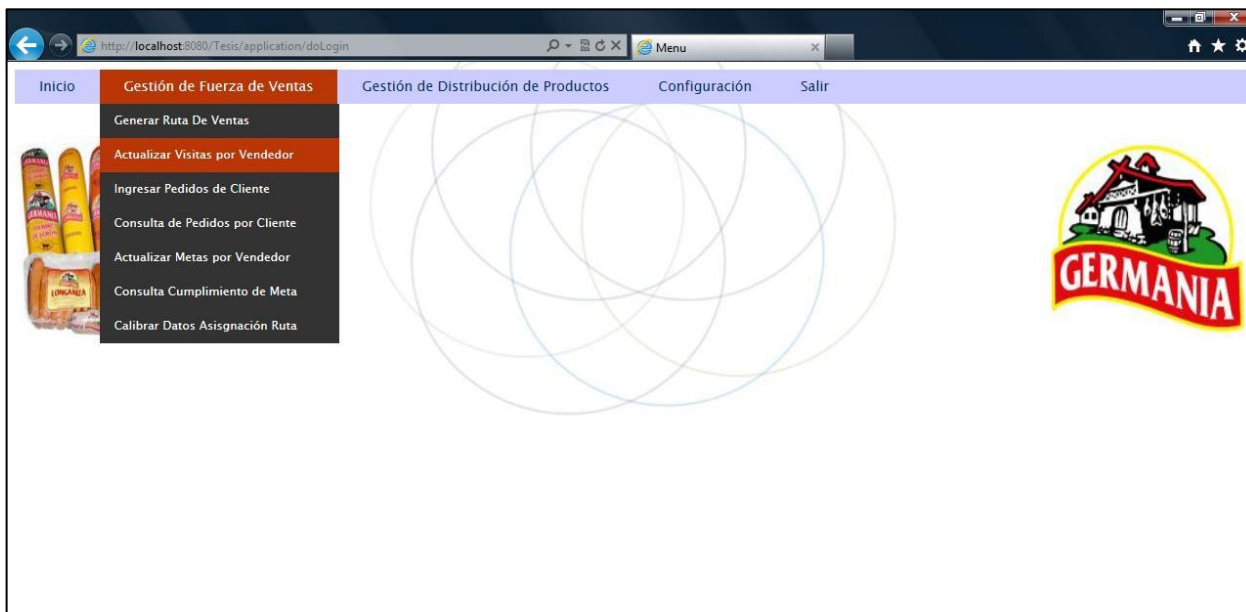 http://localhost:8080/Tesis/application/doLogin
Menu
Inicio
Gestión de Fuerza de Ventas
Gestión de Distribución de Productos
Configuración
Salir
Generar Ruta De Ventas
Actualizar Visitas por Vendedor
Ingresar Pedidos de Cliente
Consulta de Pedidos por Cliente
Actualizar Metas por Vendedor
Consulta Cumplimiento de Meta
Calibrar Datos Asisgnación Ruta
GERMANIA
LONGANIZA
GERMANIA